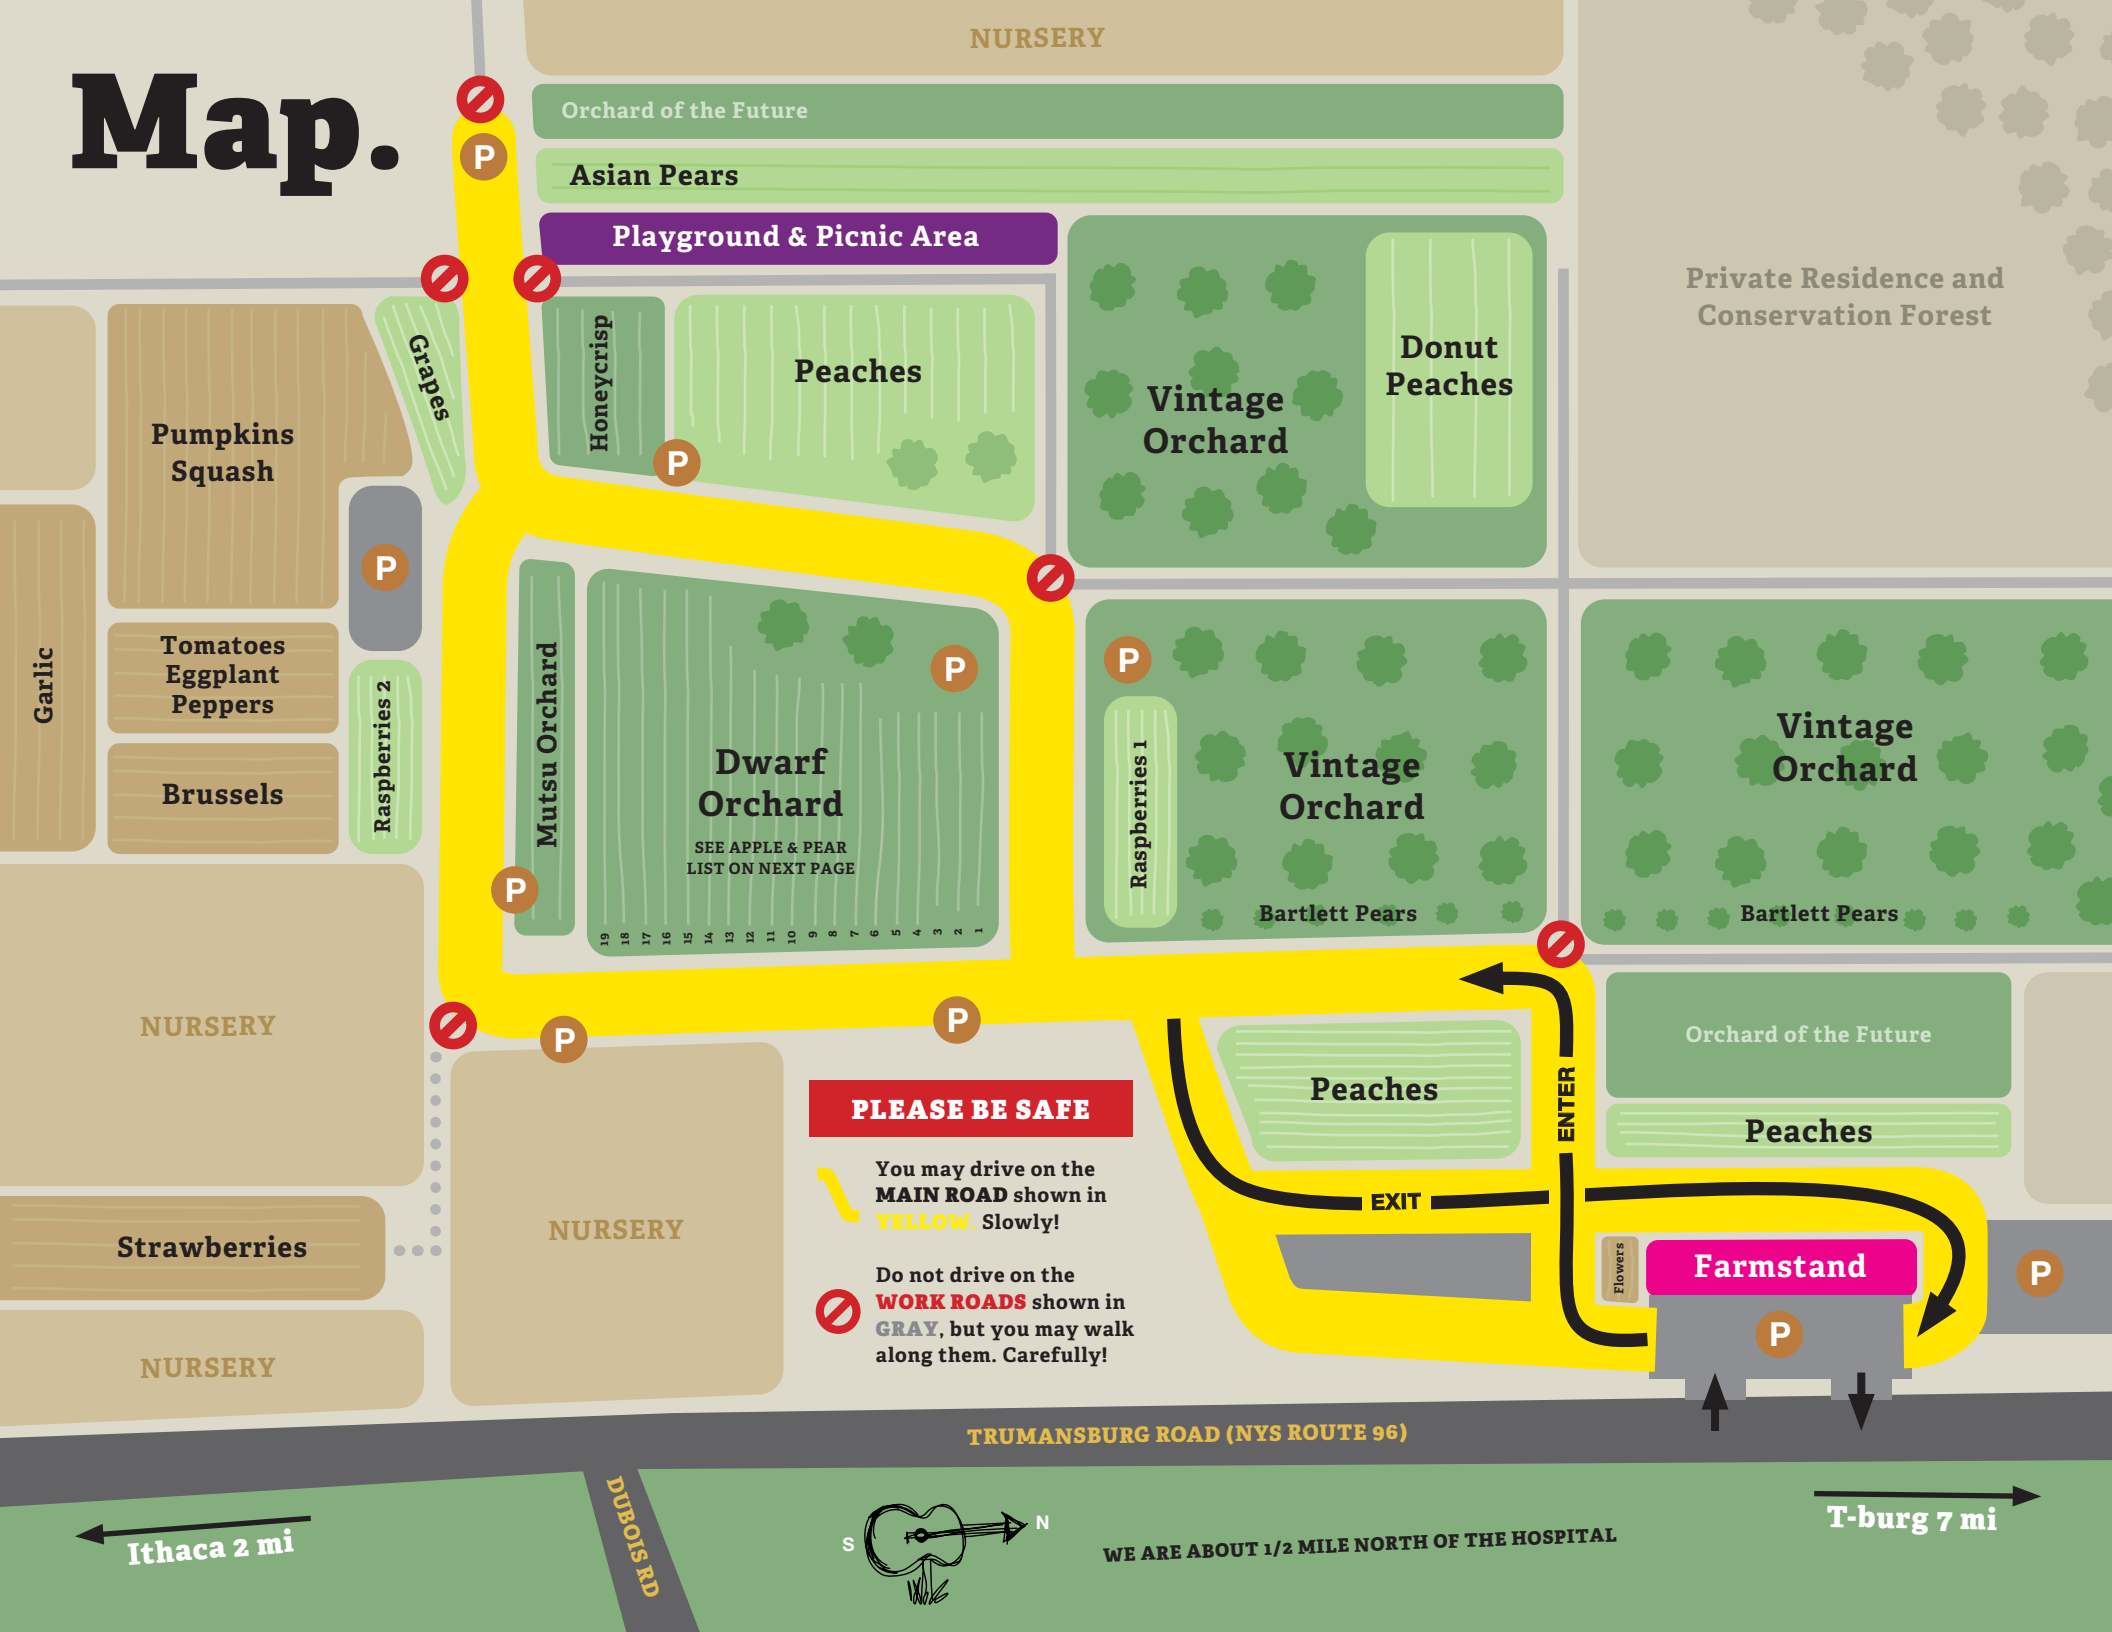 Map.
NURSERY
Orchard of the Future
P
Asian Pears
Playground & Picnic Area
Private Residence and
Conservation Forest
Grapes
Honeycrisp
Peaches
P
Vintage
Orchard
Donut
Peaches
Pumpkins
Squash
P
Garlic
Tomatoes
Eggplant
Peppers
Brussels
Raspberries 2
Mutsu Orchard
P
Dwarf
Orchard
SEE APPLE & PEAR
LIST ON NEXT PAGE
P
19 18 17 16 15 14 13 12 11 10 9 8 7 6 5 4 3 2 1
P
Raspberries 1
Vintage
Orchard
Bartlett Pears
Vintage
Orchard
Bartlett Pears
NURSERY
P
P
Orchard of the Future
Peaches
ENTER
Peaches
EXIT
PLEASE BE SAFE
You may drive on the
MAIN ROAD shown in
YELLOW. Slowly!
Do not drive on the
WORK ROADS shown in
GRAY, but you may walk
along them. Carefully!
NURSERY
Strawberries
NURSERY
Flowers
Farmstand
P
P
TRUMANSBURG ROAD (NYS ROUTE 96)
DUBOIS RD
Ithaca 2 mi
S
N
WE ARE ABOUT 1/2 MILE NORTH OF THE HOSPITAL
T-burg 7 mi